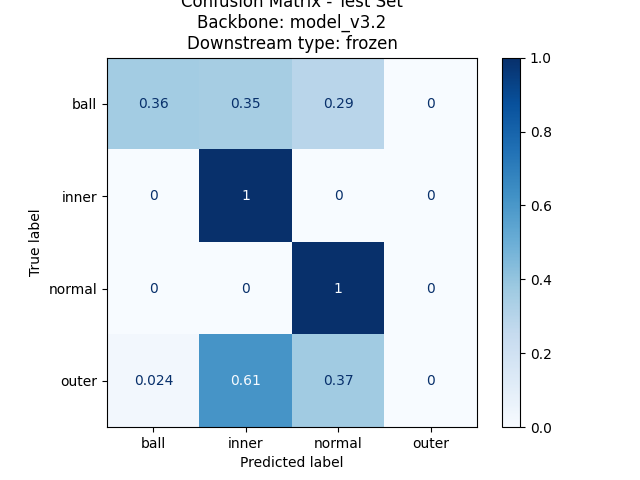 Confusion Matrix - Test Set
Backbone: model_v3.2
Downstream type: frozen
ball 0.36 0.35 0.29 0
inner 0 1 0 0
normal 0 0 1 0
outer 0.024 0.61 0.37 0
ball inner normal outer
Predicted label
True label
1.0
0.8
0.6
0.4
0.2
0.0